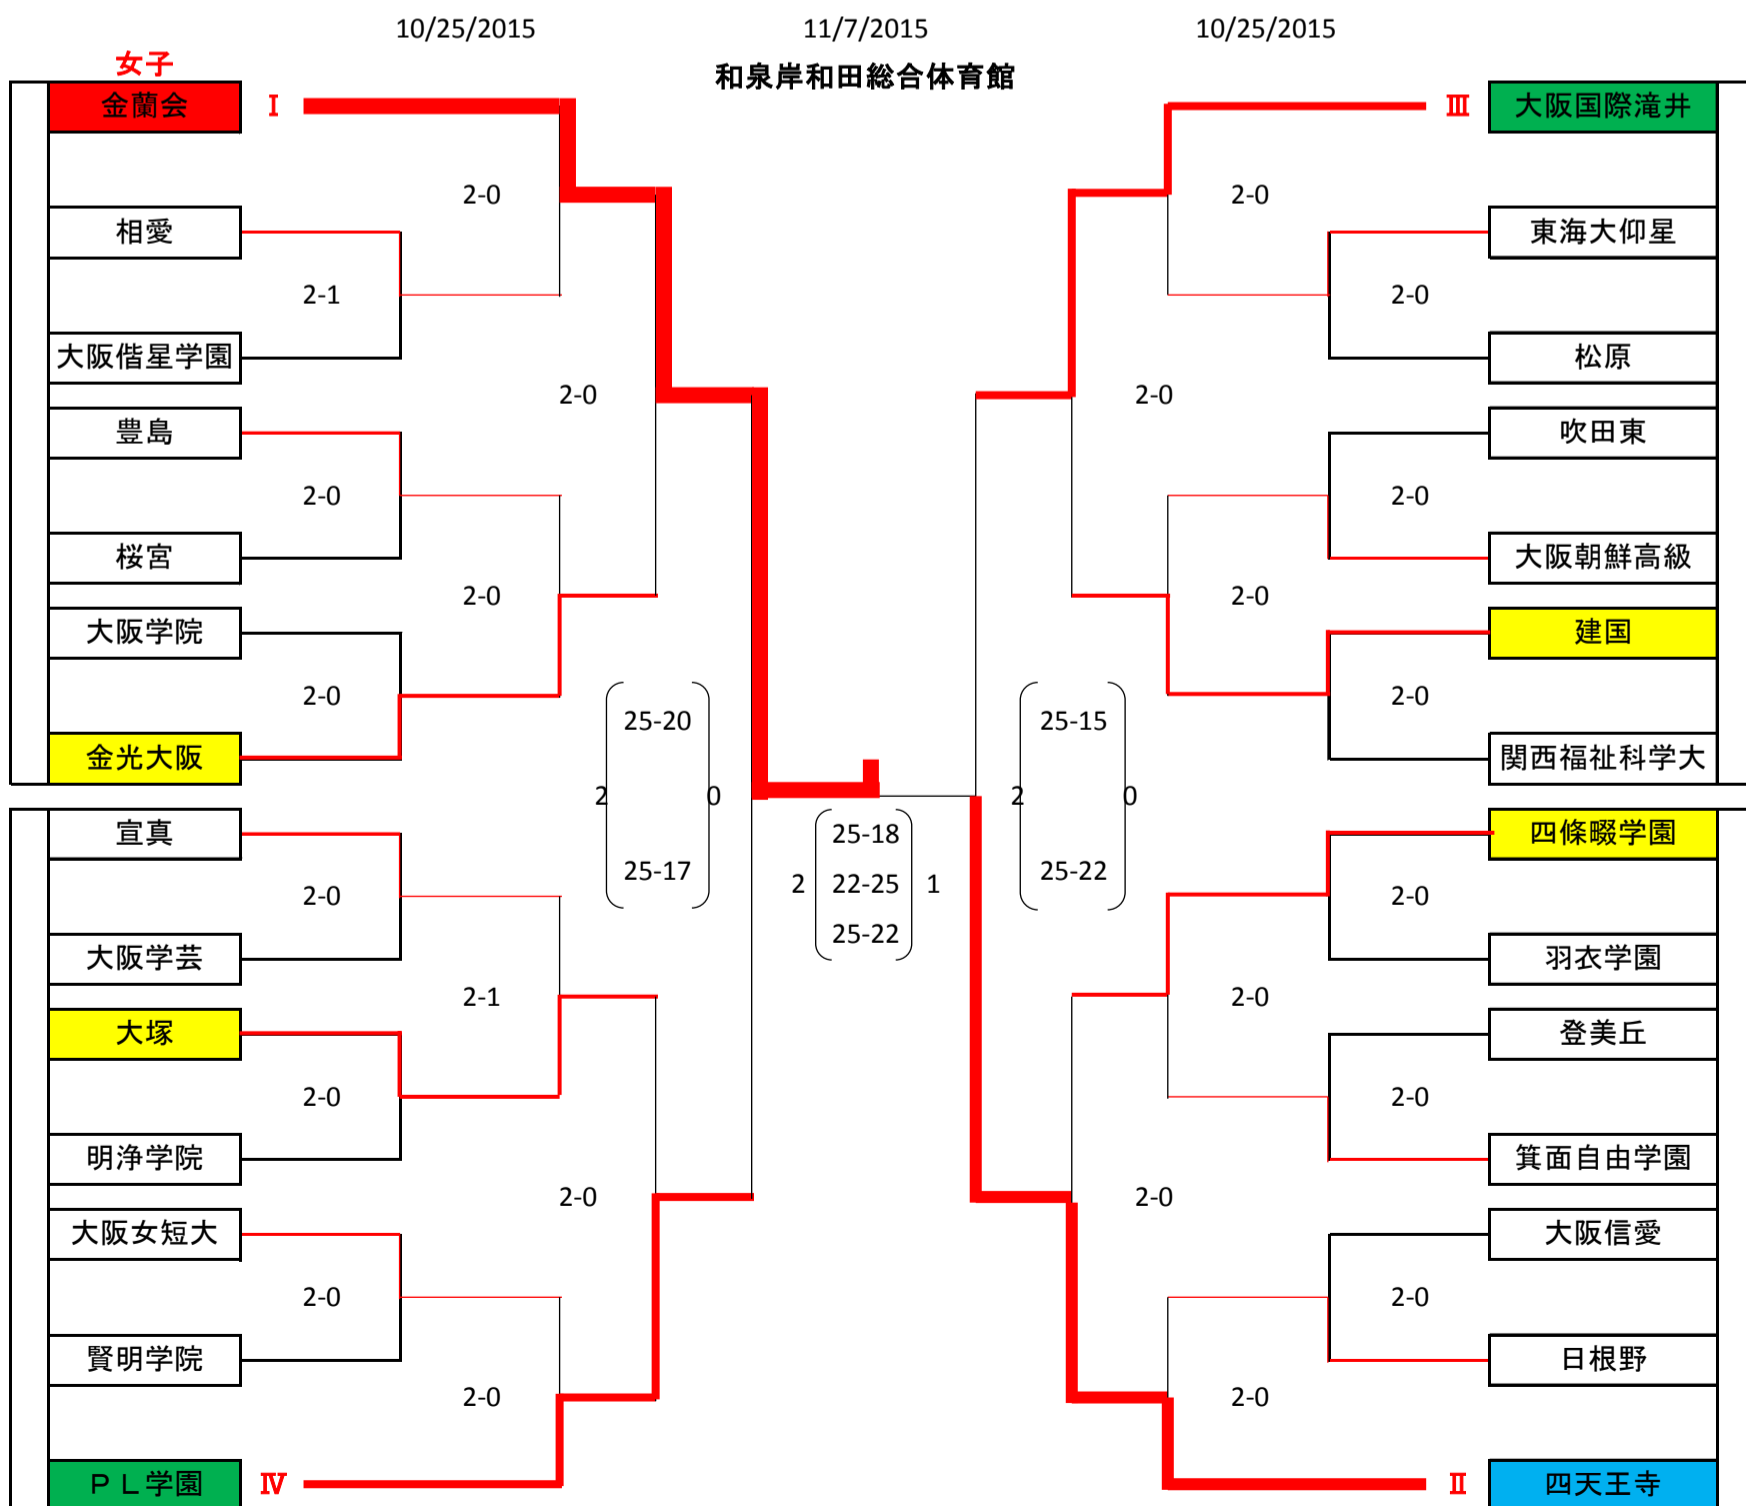 10/25/2015 11/7/2015 10/25/2015
女子
和泉岸和田総合体育館
金蘭会 Ⅰ Ⅲ 大阪国際滝井
2-0 2-0
相愛 東海大仰星
2-1 2-0
大阪偕星学園 松原
2-0 2-0
豊島 吹田東
2-0 2-0
桜宮 大阪朝鮮高級
2-0 2-0
大阪学院 建国
2-0 2-0
25-20 25-15
金光大阪 関西福祉科学大
2 0 2 0
宣真 25-18 四條畷学園
25-17 25-22
2-0 2 22-25 1 2-0
25-22
大阪学芸 羽衣学園
2-1 2-0
大塚 登美丘
2-0 2-0
明浄学院 箕面自由学園
2-0 2-0
大阪女短大 大阪信愛
2-0 2-0
賢明学院 日根野
2-0 2-0
ＰＬ学園 Ⅳ Ⅱ 四天王寺